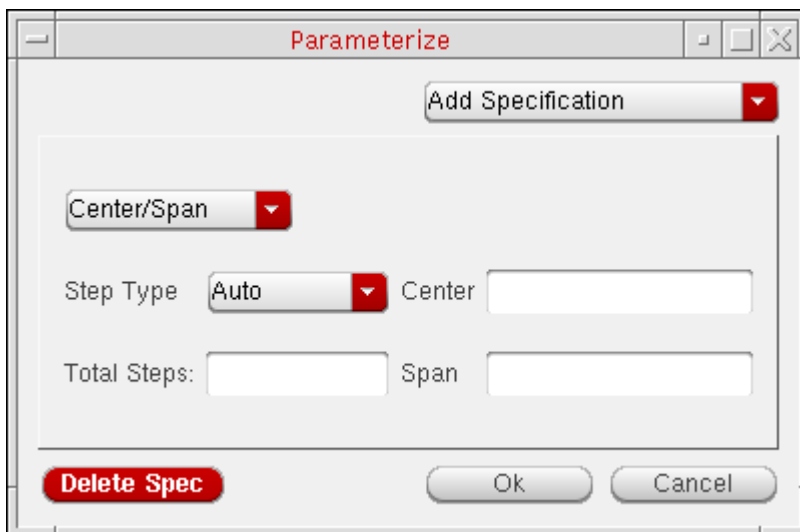 Parameterize
Add Specification
Center/Span
Step Type Auto Center
Total Steps: Span
Delete Spec Ok Cancel